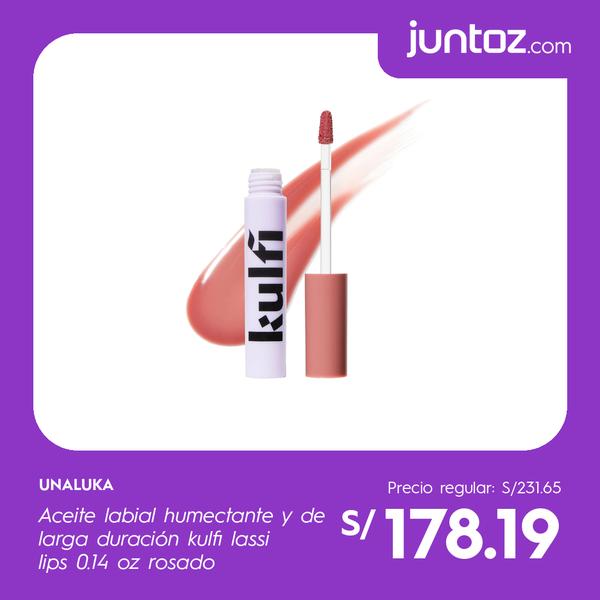 juntoz.com
kulfi
UNALUKA
Aceite labial humectante y de
larga duración kulfi lassi
lips 0.14 oz rosado
Precio regular: S/231.65
S/178.19